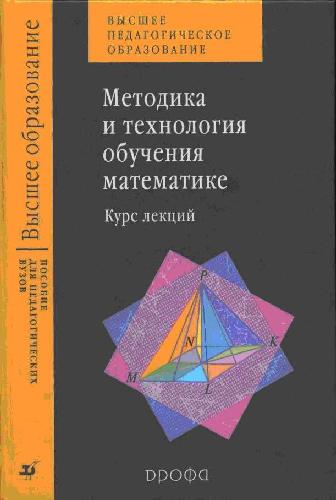 ВЫСШЕЕ
ПЕДАГОГИЧЕСКОЕ
ОБРАЗОВАНИЕ
Методика
и технология
обучения
математике
Курс лекций
P
N
K
M
L
ДРОФА
Высшее образование
ПОСОБИЕ
ДЛЯ ПЕДАГОГИЧЕСКИХ
ВУЗОВ